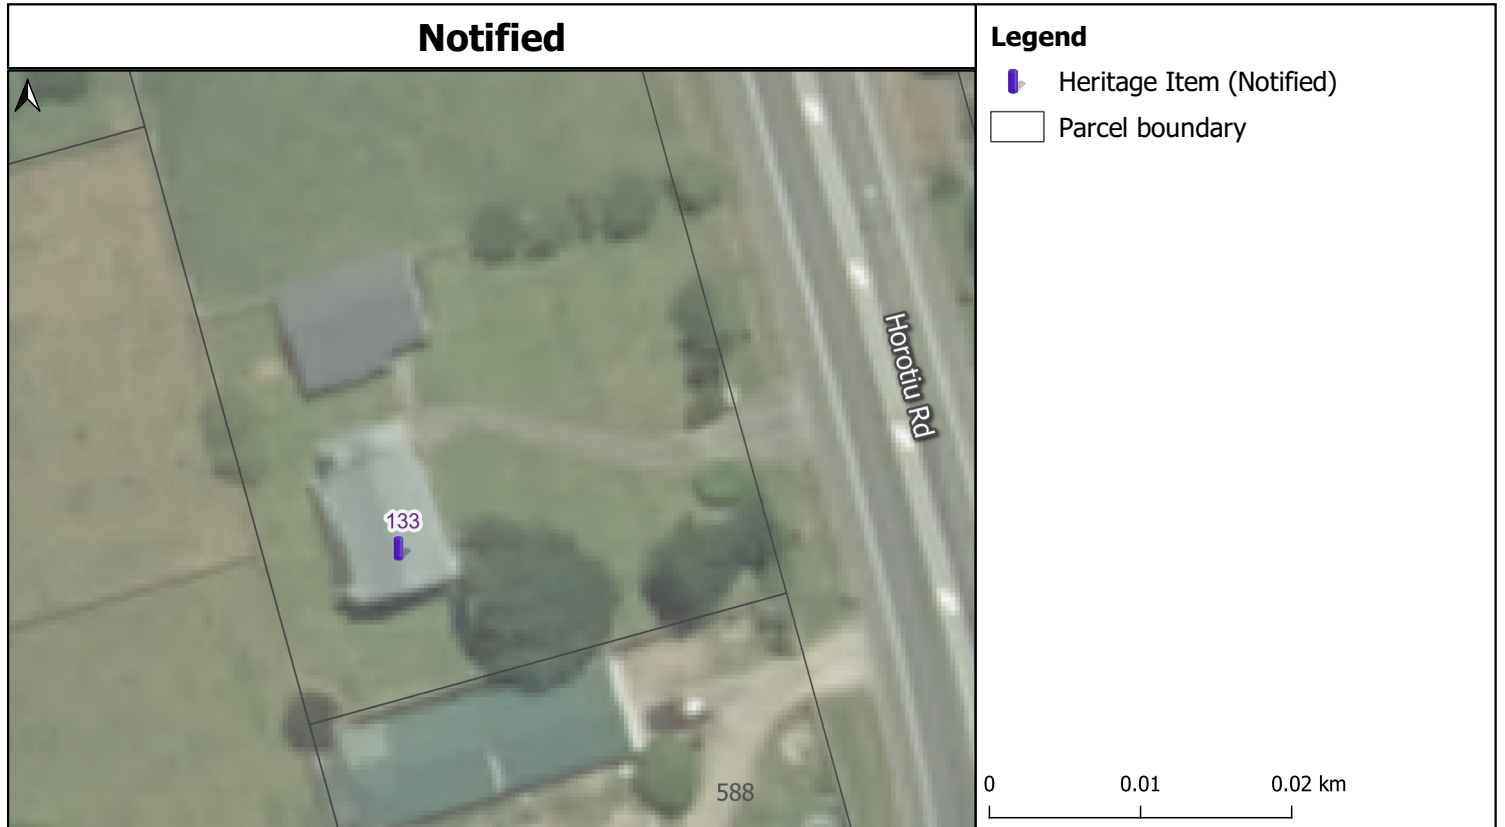 Notified
Legend
Heritage Item (Notified)
Parcel boundary
Horotiu Rd
133
588
0 0.01 0.02 km